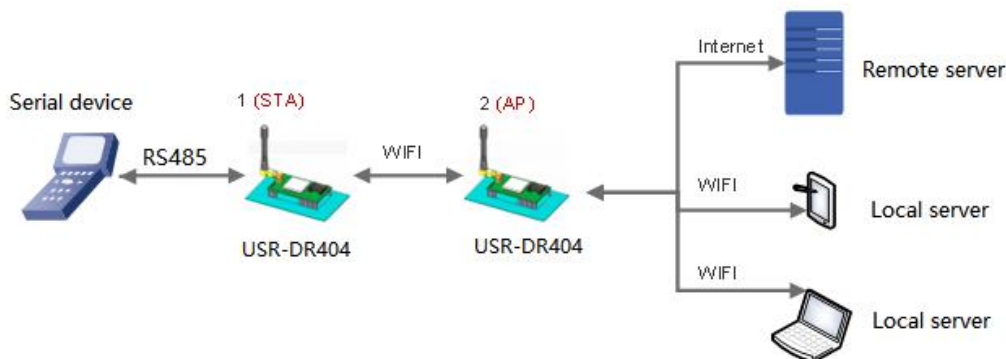 Internet
Remote server
Serial device
1 (STA)
2 (AP)
RS485
WIFI
WIFI
Local server
USR-DR404
USR-DR404
WIFI
Local server